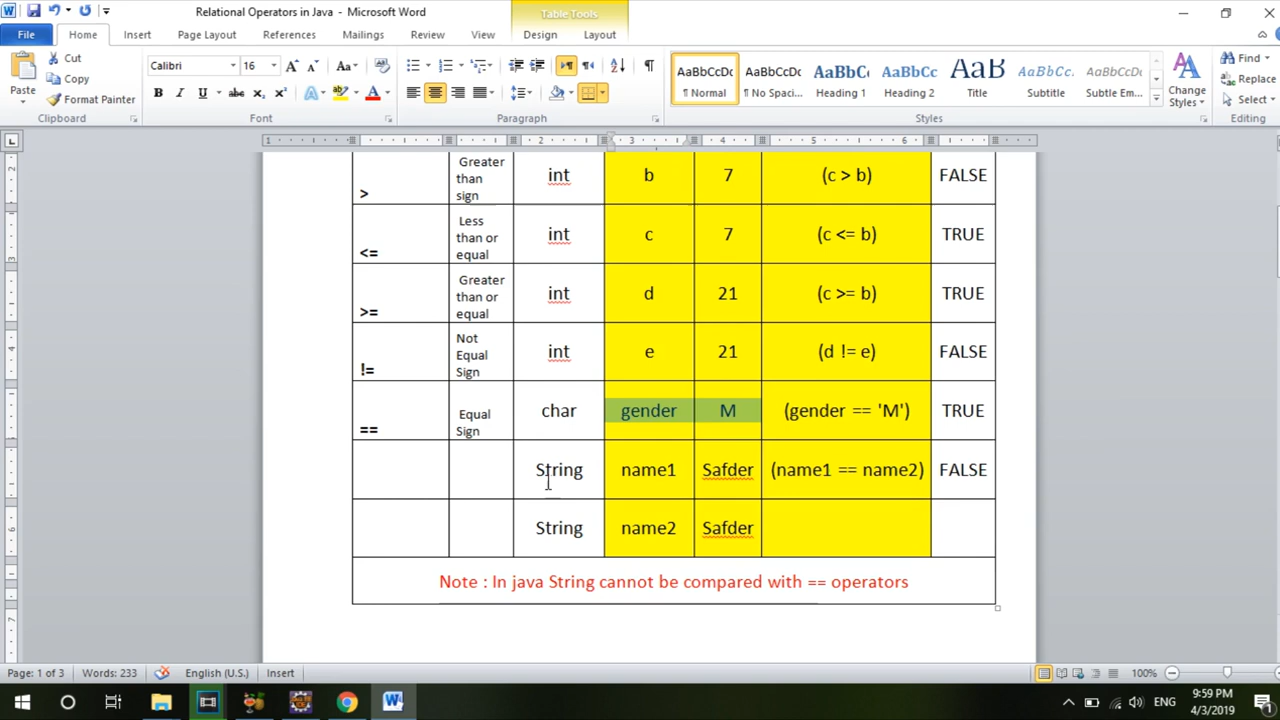 Relational Operators in Java - Microsoft Word
Table Tools
File Home Insert Page Layout References Mailings Review View Design Layout
Cut
Copy
Format Painter
Paste
Calibri 16
B I U abc x₂ x²
AaBbCcDc AaBbCcDc AaBbCc AaBbCc AaB AaBbCcDc AaBbCcDc
¶ Normal ¶ No Spaci... Heading 1 Heading 2 Title Subtitle Subtle Em...
Change
Styles
Find
Replace
Select
Clipboard Font Paragraph Styles Editing
> Greater than sign int b 7 (c > b) FALSE
<= Less than or equal int c 7 (c <= b) TRUE
>= Greater than or equal int d 21 (c >= b) TRUE
!= Not Equal Sign int e 21 (d != e) FALSE
== Equal Sign char gender M (gender == 'M') TRUE
String name1 Safder (name1 == name2) FALSE
String name2 Safder
Note : In java String cannot be compared with == operators
Page: 1 of 3 Words: 233 English (U.S.) Insert 100%
ENG
9:59 PM
4/3/2019